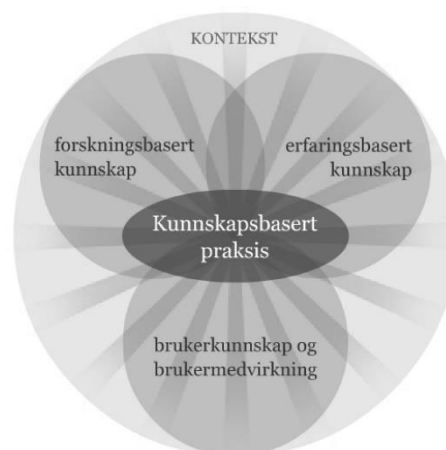 KONTEKST
forskningsbasert
kunnskap
erfaringsbasert
kunnskap
Kunnskapsbasert
praksis
brukerkunnskap og
brukermedvirkning